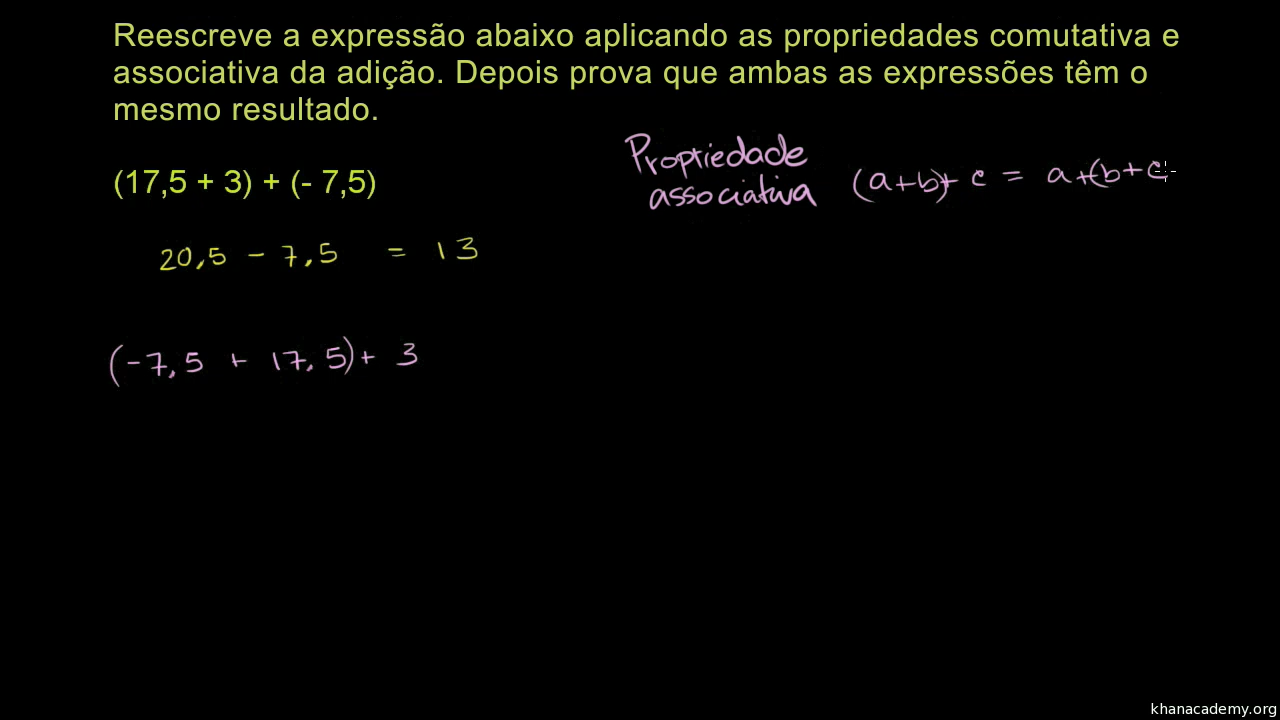 Reescreve a expressão abaixo aplicando as propriedades comutativa e
associativa da adição. Depois prova que ambas as expressões têm o
mesmo resultado.
Propriedade
associativa (a+b)+ c = a+(b+c
(17,5 + 3) + (- 7,5)
20,5 - 7,5 = 13
(-7,5 + 17,5)+ 3
khanacademy.org